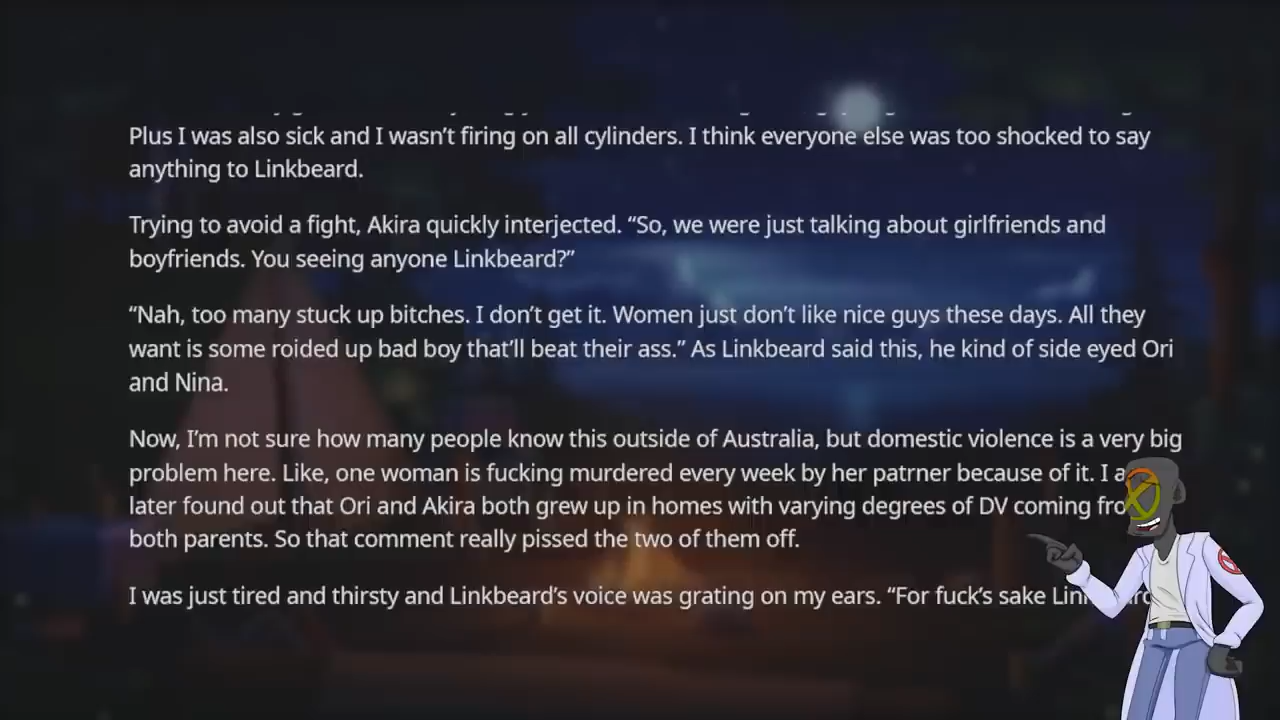 Plus I was also sick and I wasn’t firing on all cylinders. I think everyone else was too shocked to say
anything to Linkbeard.
Trying to avoid a fight, Akira quickly interjected. “So, we were just talking about girlfriends and
boyfriends. You seeing anyone Linkbeard?”
“Nah, too many stuck up bitches. I don’t get it. Women just don’t like nice guys these days. All they
want is some roided up bad boy that’ll beat their ass.” As Linkbeard said this, he kind of side eyed Ori
and Nina.
Now, I’m not sure how many people know this outside of Australia, but domestic violence is a very big
problem here. Like, one woman is fucking murdered every week by her patrner because of it. I
later found out that Ori and Akira both grew up in homes with varying degrees of DV coming
both parents. So that comment really pissed the two of them off.
I was just tired and thirsty and Linkbeard’s voice was grating on my ears. “For fuck’s sake